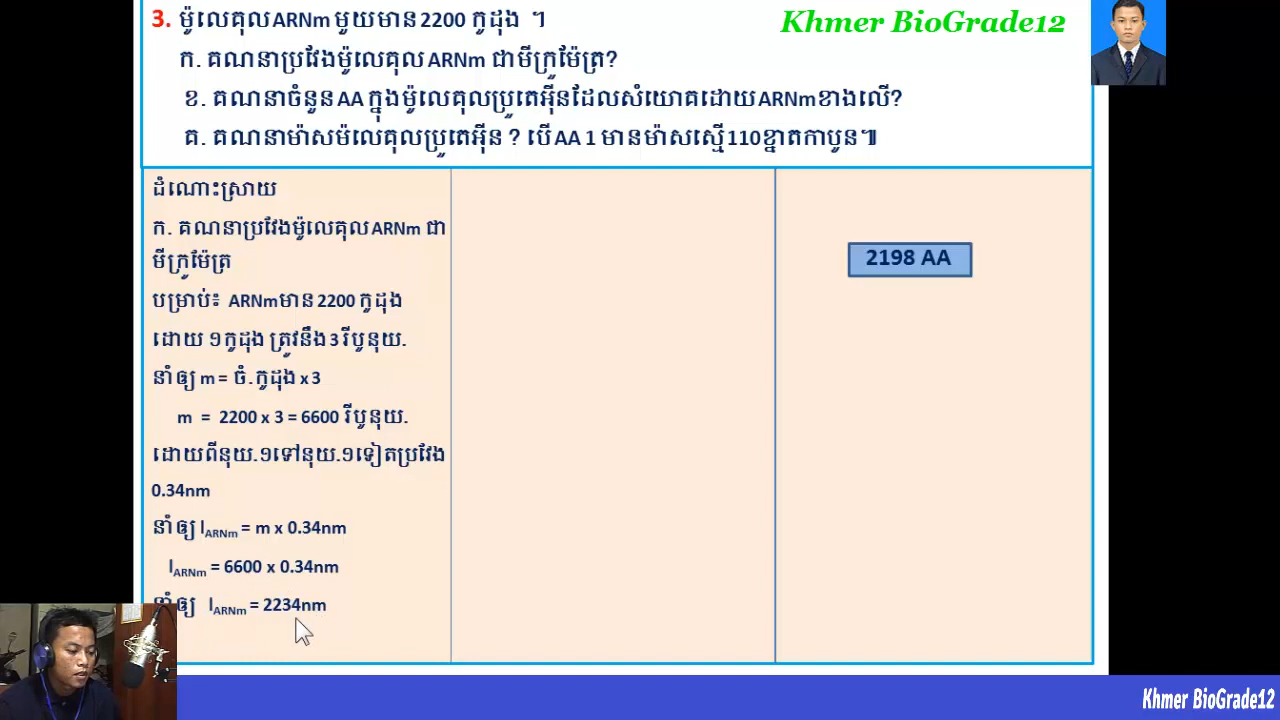 3. ម៉ូលេគុលARNm មួយមាន2200 កូដុង ។
Khmer BioGrade12
ក. គណនាប្រវែងម៉ូលេគុលARNm ជាមីក្រូម៉ែត្រ?
ខ. គណនាចំនួនAA ក្នុងម៉ូលេគុលប្រូតេអ៊ីនដែលសំយោគដោយARNmខាងលើ?
គ. គណនាម៉ាសម៉លេគុលប្រូតេអ៊ីន? បើAA 1 មានម៉ាសស្មើ110ខ្នាតកាបូន៕
ដំណោះស្រាយ
ក. គណនាប្រវែងម៉ូលេគុលARNm ជា
មីក្រូម៉ែត្រ
បម្រាប់៖ ARNmមាន2200 កូដុង
ដោយ ១កូដុង ត្រូវនឹង3រីបូនុយ.
នាំឲ្យ m = ចំ.កូដុង x 3
m = 2200 x 3 = 6600 រីបូនុយ.
ដោយពីនុយ.១ទៅនុយ.១ទៀតប្រវែង
0.34nm
នាំឲ្យ lARNm = m x 0.34nm
lARNm = 6600 x 0.34nm
នាំឲ្យ lARNm = 2234nm
2198 AA
Khmer BioGrade12